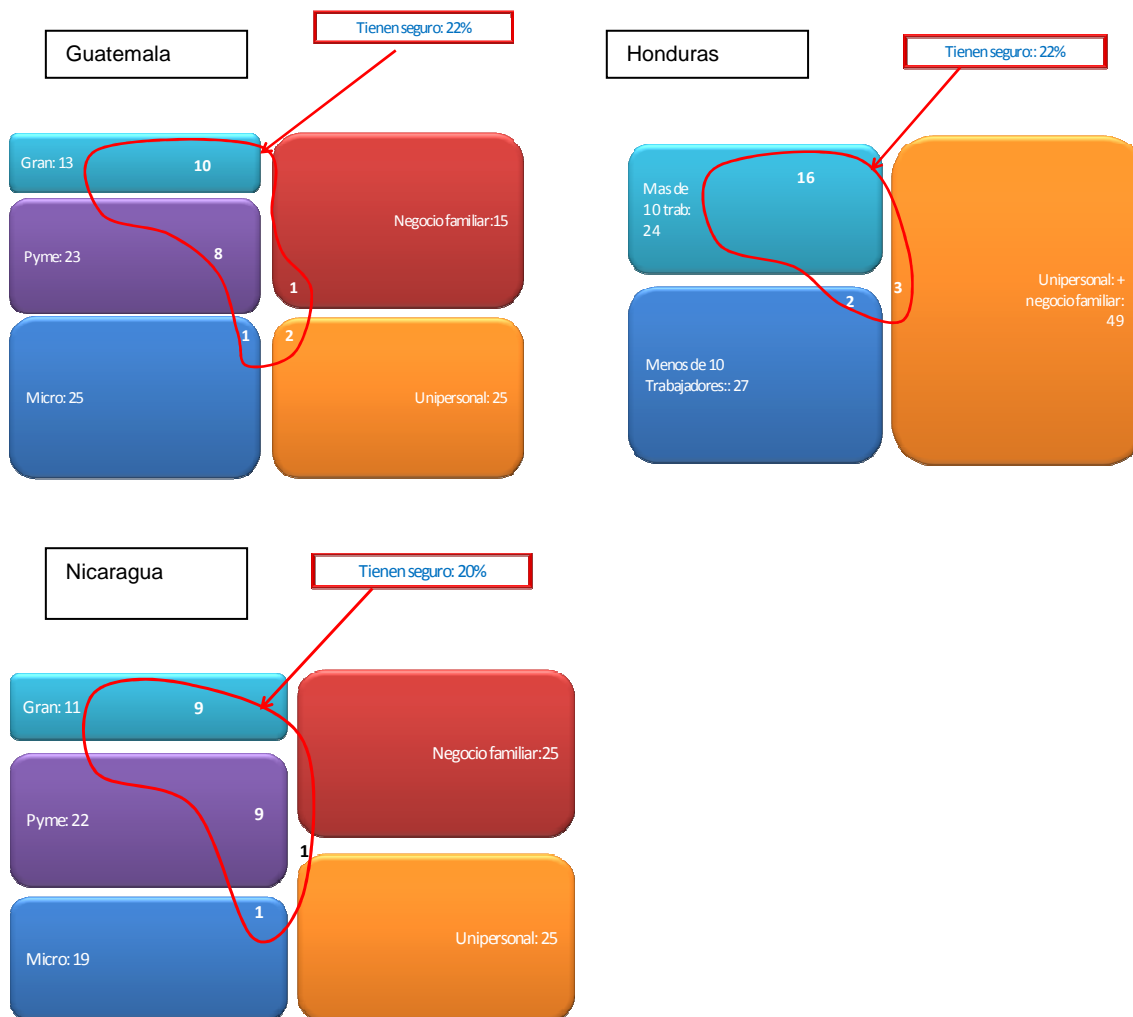 Guatemala
Tienen seguro: 22%
Gran: 13
10
Pyme: 23
8
Micro: 25
1
Negocio familiar:15
1
2
Unipersonal: 25
Honduras
Tienen seguro:: 22%
Mas de
10 trab:
24
16
Menos de 10
Trabajadores:: 27
2
3
Unipersonal: +
negocio familiar:
49
Nicaragua
Tienen seguro: 20%
Gran: 11
9
Pyme: 22
9
Micro: 19
1
Negocio familiar:25
1
Unipersonal: 25